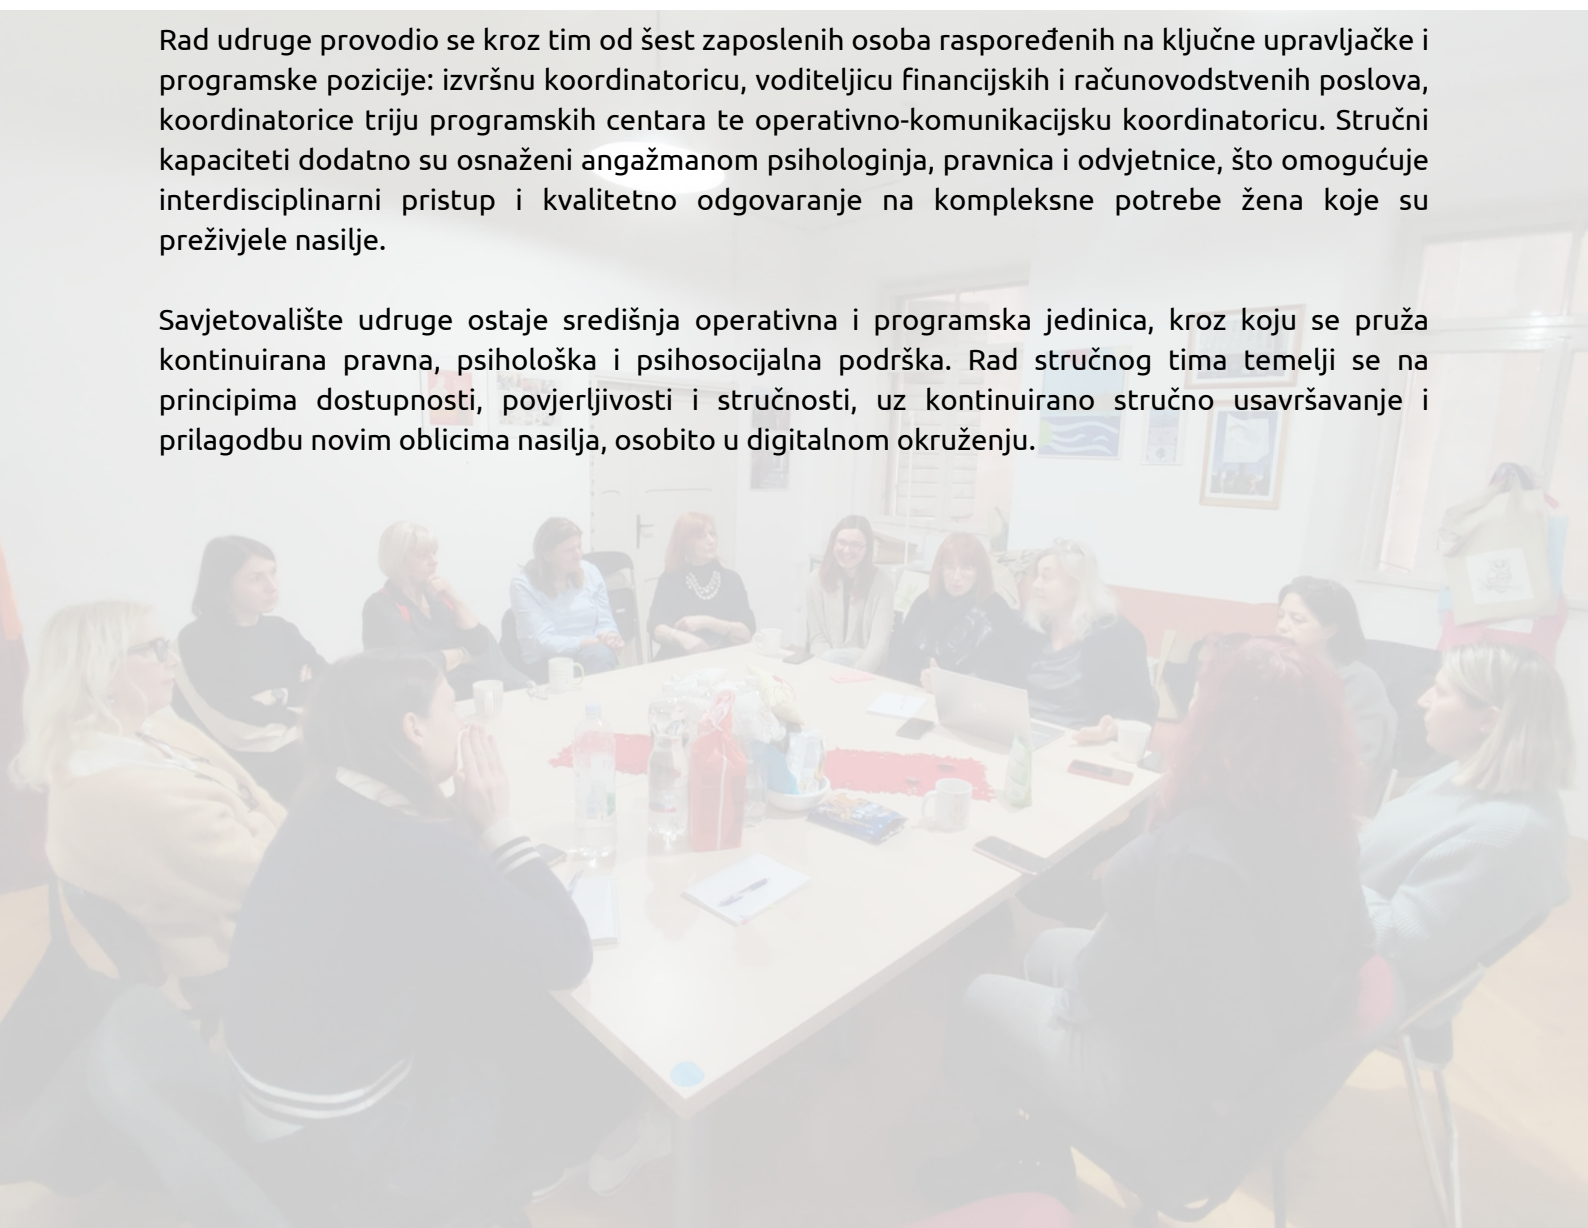 Rad udruge provodio se kroz tim od šest zaposlenih osoba raspoređenih na ključne upravljačke i
programske pozicije: izvršnu koordinatoricu, voditeljicu financijskih i računovodstvenih poslova,
koordinatorice triju programskih centara te operativno-komunikacijsku koordinatoricu. Stručni
kapaciteti dodatno su osnaženi angažmanom psihologinja, pravnica i odvjetnice, što omogućuje
interdisciplinarni pristup i kvalitetno odgovaranje na kompleksne potrebe žena koje su
preživjele nasilje.
Savjetovalište udruge ostaje središnja operativna i programska jedinica, kroz koju se pruža
kontinuirana pravna, psihološka i psihosocijalna podrška. Rad stručnog tima temelji se na
principima dostupnosti, povjerljivosti i stručnosti, uz kontinuirano stručno usavršavanje i
prilagodbu novim oblicima nasilja, osobito u digitalnom okruženju.